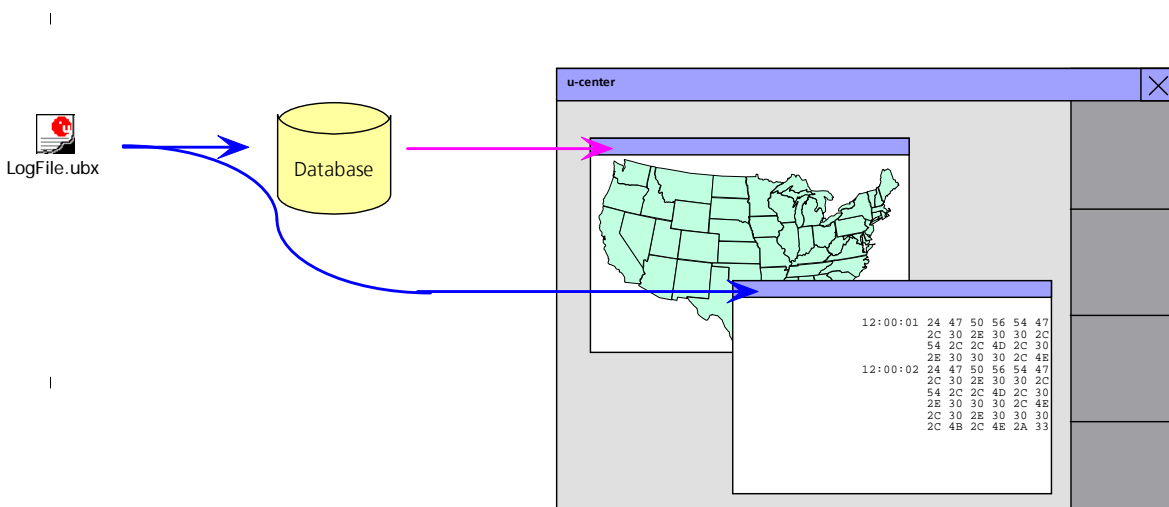 u-center
LogFile.ubx
Database
12:00:01 24 47 50 56 54 47
2C 30 2E 30 30 2C
54 2C 2C 4D 2C 30
2E 30 30 30 2C 4E
12:00:02 24 47 50 56 54 47
2C 30 2E 30 30 2C
54 2C 2C 4D 2C 30
2E 30 30 30 2C 4E
2C 30 2E 30 30 30
2C 4B 2C 4E 2A 33